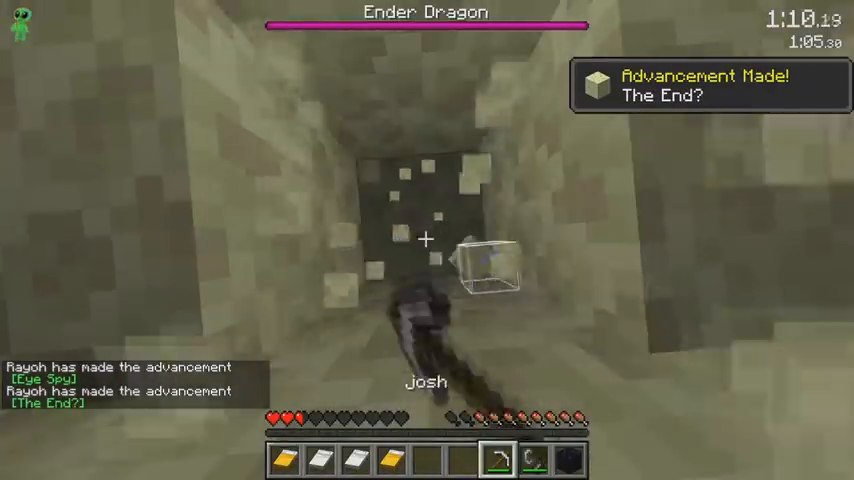 Ender Dragon
1:10.19
1:05.30
Advancement Made!
The End?
Rayoh has made the advancement
[Eye Spy]
Rayoh has made the advancement
[The End?]
josh